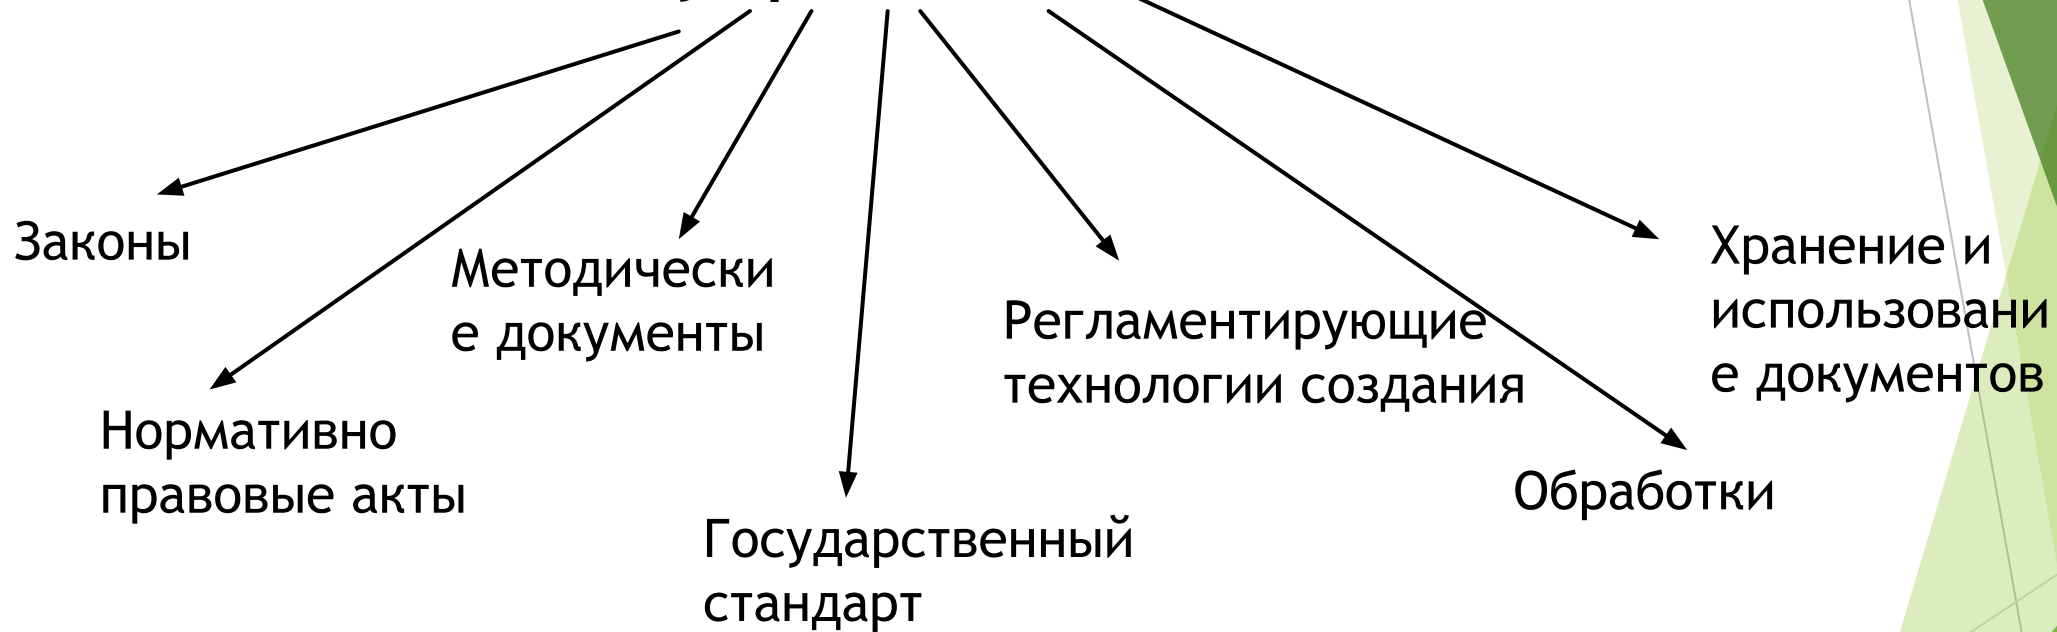 Законы
Методически
е документы
Нормативно
правовые акты
Государственный
стандарт
Регламентирующие
технологии создания
Обработки
Хранение и
использовани
е документов